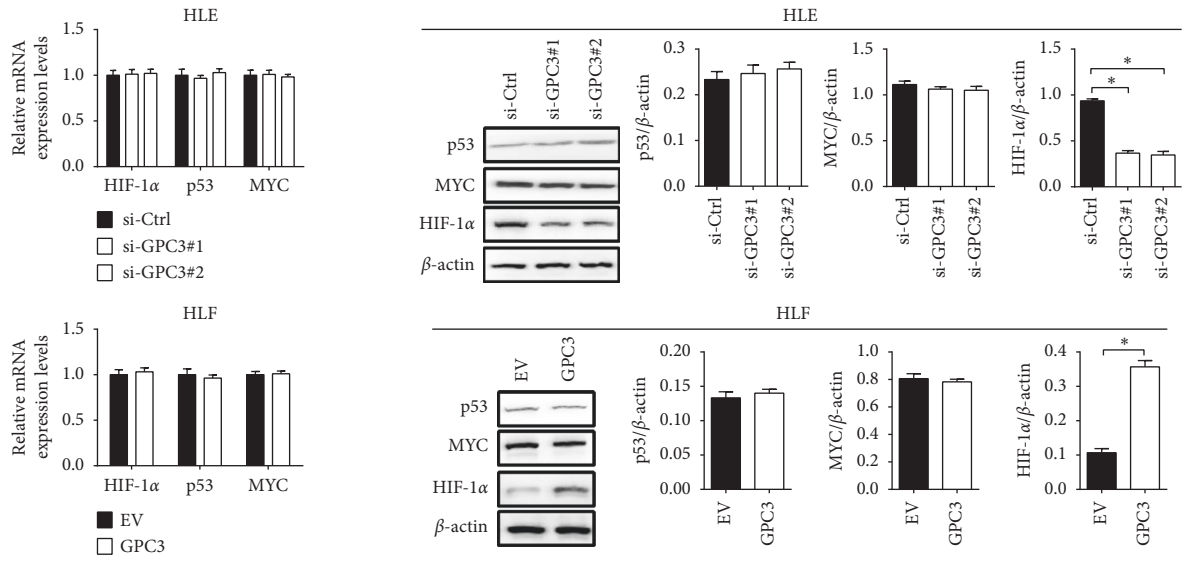 HLE
Relative mRNA
expression levels
1.5
1.0
0.5
0.0
HIF-1α p53 MYC
si-Ctrl
si-GPC3#1
si-GPC3#2
HLE
si-Ctrl
si-GPC3#1
si-GPC3#2
p53
MYC
HIF-1α
β-actin
p53/β-actin
0.3
0.2
0.1
0.0
si-Ctrl
si-GPC3#1
si-GPC3#2
MYC/β-actin
1.5
1.0
0.5
0.0
si-Ctrl
si-GPC3#1
si-GPC3#2
HIF-1α/β-actin
1.5
1.0
0.5
0.0
*
*
si-Ctrl
si-GPC3#1
si-GPC3#2
HLF
Relative mRNA
expression levels
1.5
1.0
0.5
0.0
HIF-1α p53 MYC
EV
GPC3
HLF
EV
GPC3
p53
MYC
HIF-1α
β-actin
p53/β-actin
0.20
0.15
0.10
0.05
0.00
EV
GPC3
MYC/β-actin
1.0
0.8
0.6
0.4
0.2
0.0
EV
GPC3
HIF-1α/β-actin
0.4
0.3
0.2
0.1
0.0
*
EV
GPC3